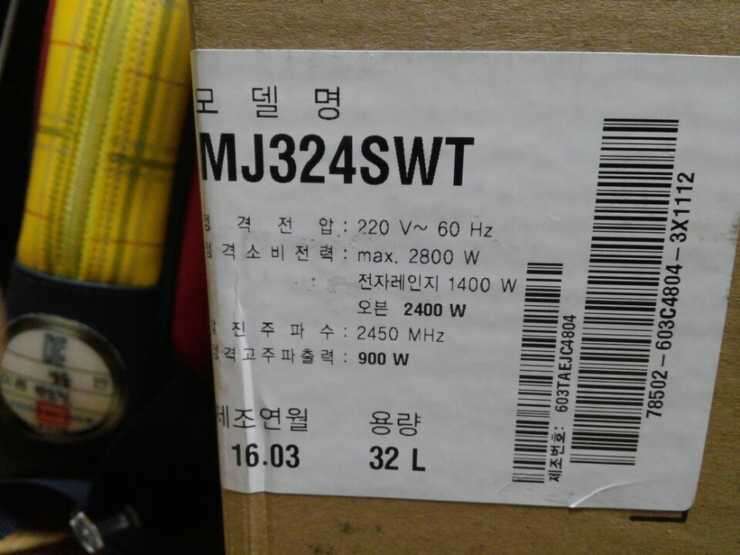 모델명
MJ324SWT
정격전압 : 220 V~ 60 Hz
정격소비전력 : max. 2800 W
전자레인지 1400 W
오븐 2400 W
발진주파수 : 2450 MHz
정격고주파출력 : 900 W
제조연월 용량
16.03 32 L
제조번호: 603TAEJC4804
78502-603C4804-3X1112